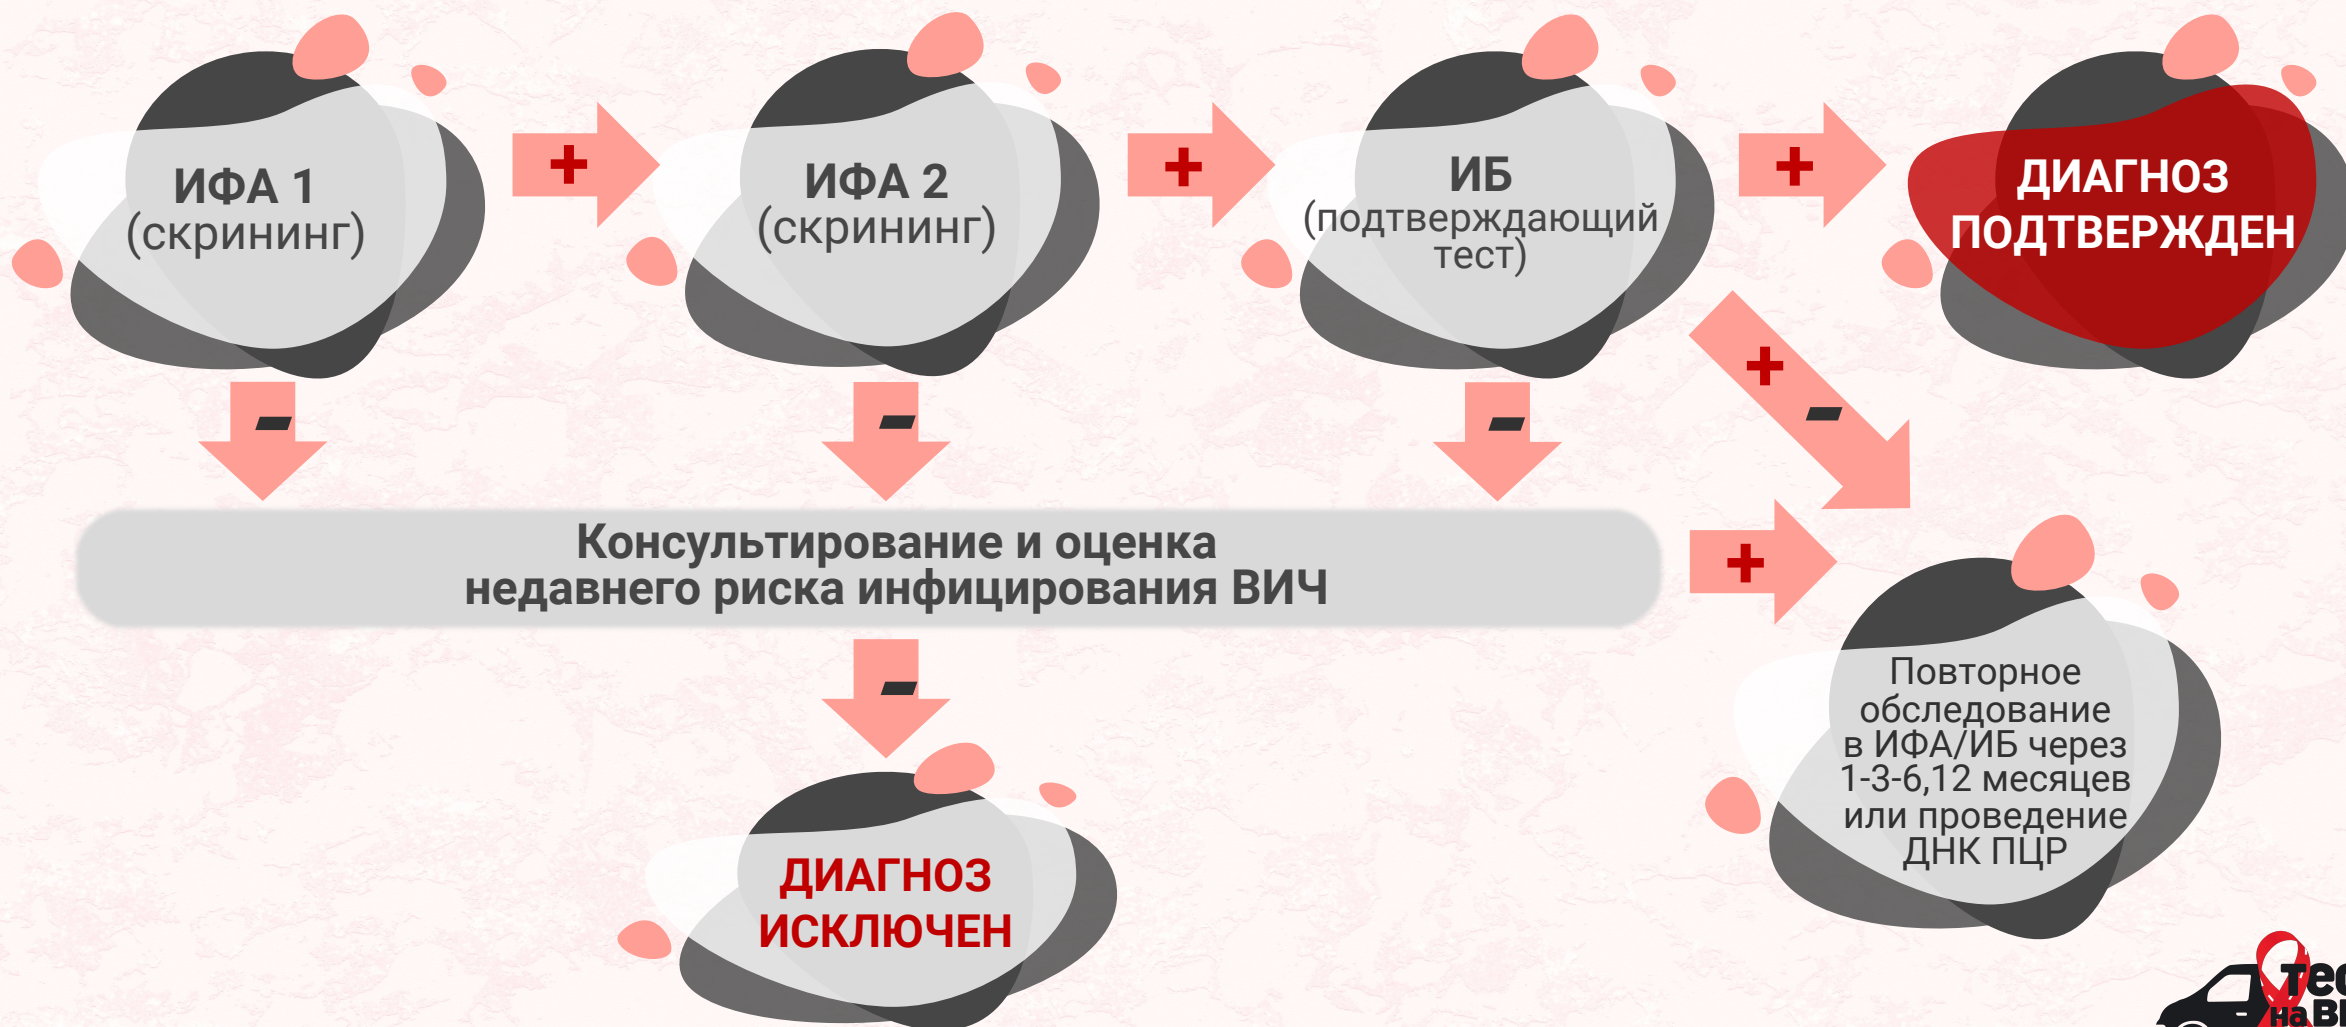 ИФА 1
(скрининг)
+
ИФА 2
(скрининг)
+
ИБ
(подтверждающий
тест)
+
ДИАГНОЗ
ПОДТВЕРЖДЕН
-
-
-
+
-
Консультирование и оценка
недавнего риска инфицирования ВИЧ
+
-
Повторное
обследование
в ИФА/ИБ через
1-3-6,12 месяцев
или проведение
ДНК ПЦР
ДИАГНОЗ
ИСКЛЮЧЕН
на